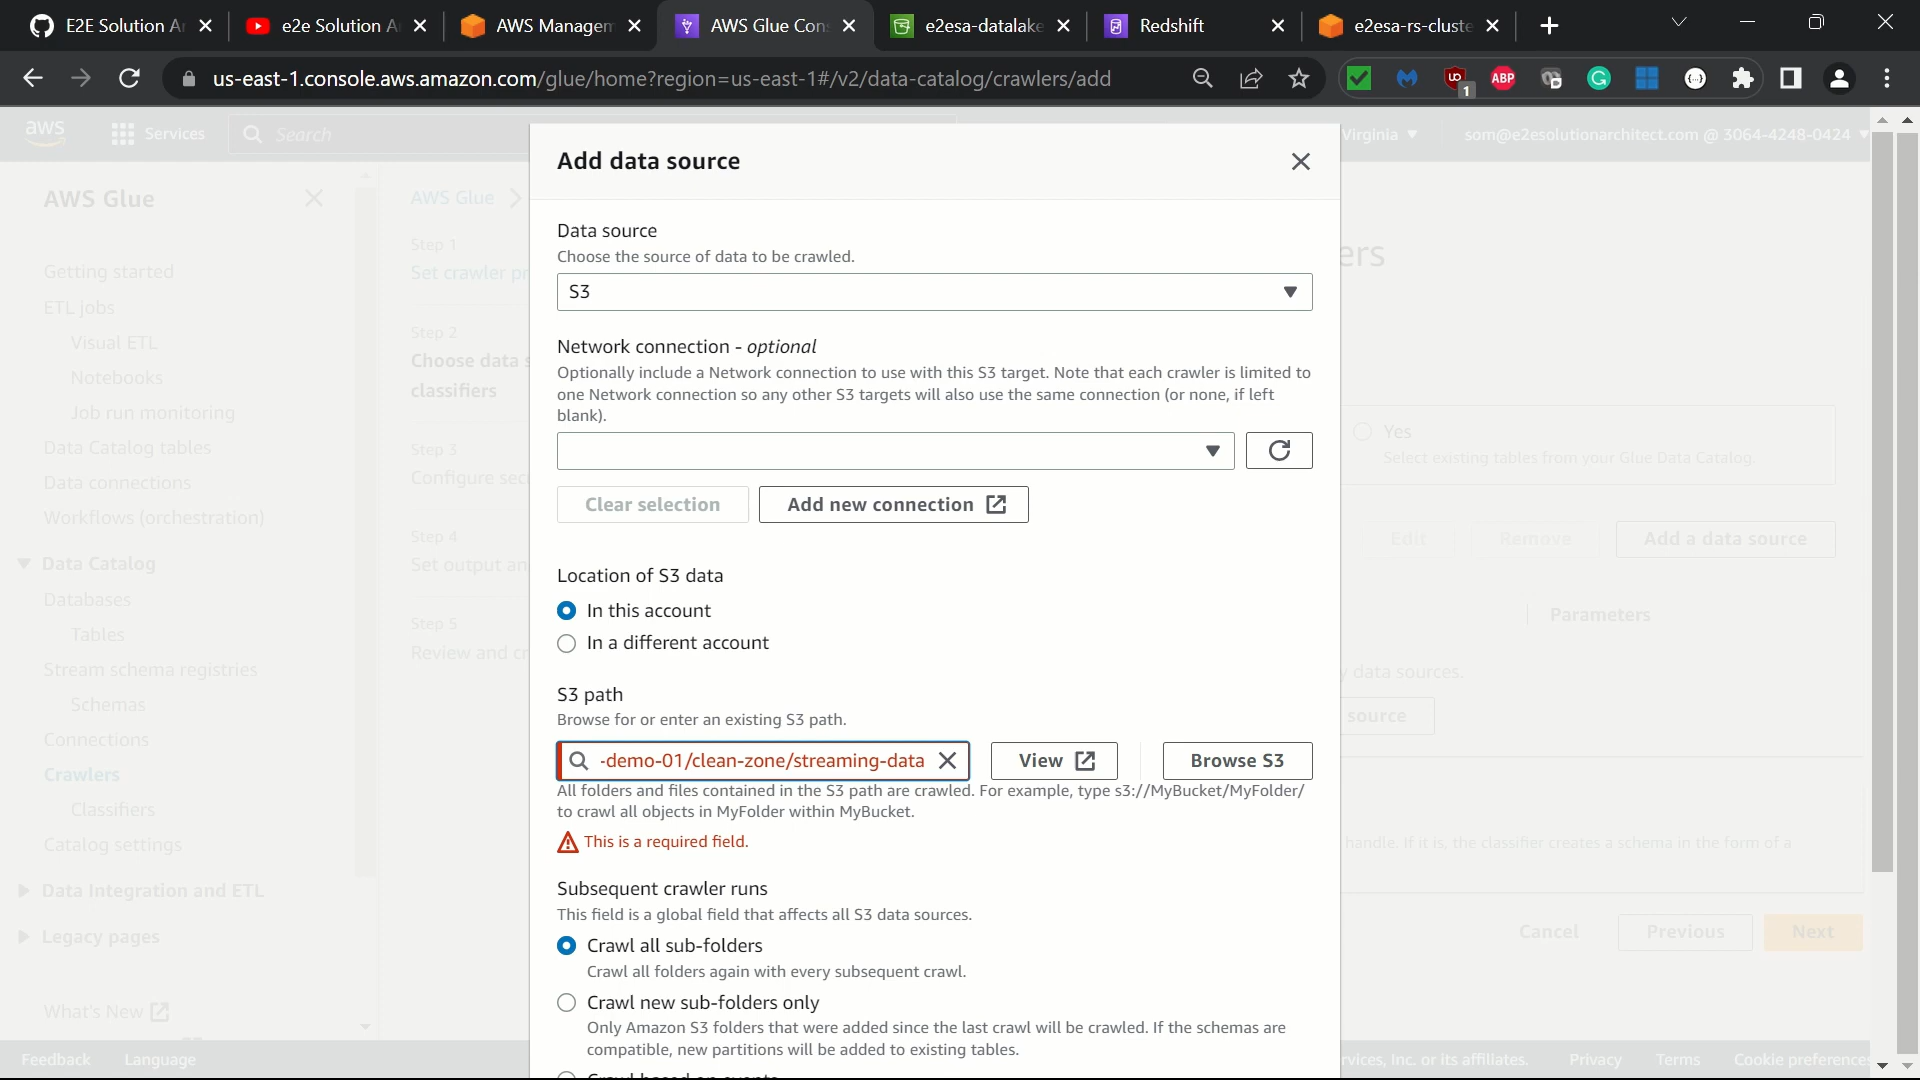 E2E Solution Ar
e2e Solution A
AWS Managem
AWS Glue Con
e2esa-datalake
Redshift
e2esa-rs-cluste
us-east-1.console.aws.amazon.com/glue/home?region=us-east-1#/v2/data-catalog/crawlers/add
1
ABP
aws
Services
Search
Virginia
som@e2esolutionarchitect.com @ 3064-4248-0424
AWS Glue
Getting started
ETL jobs
Visual ETL
Notebooks
Job run monitoring
Data Catalog tables
Data connections
Workflows (orchestration)
Data Catalog
Databases
Tables
Stream schema registries
Schemas
Connections
Crawlers
Classifiers
Catalog settings
Data Integration and ETL
Legacy pages
What's New
AWS Glue
Step 1
Set crawler pr
Step 2
Choose data s
classifiers
Step 3
Configure sec
Step 4
Set output an
Step 5
Review and cr
Add data source
Data source
Choose the source of data to be crawled.
S3
Network connection - optional
Optionally include a Network connection to use with this S3 target. Note that each crawler is limited to
one Network connection so any other S3 targets will also use the same connection (or none, if left
blank).
Clear selection
Add new connection
Location of S3 data
In this account
In a different account
S3 path
Browse for or enter an existing S3 path.
-demo-01/clean-zone/streaming-data
View
Browse S3
All folders and files contained in the S3 path are crawled. For example, type s3://MyBucket/MyFolder/
to crawl all objects in MyFolder within MyBucket.
This is a required field.
Subsequent crawler runs
This field is a global field that affects all S3 data sources.
Crawl all sub-folders
Crawl all folders again with every subsequent crawl.
Crawl new sub-folders only
Only Amazon S3 folders that were added since the last crawl will be crawled. If the schemas are
compatible, new partitions will be added to existing tables.
Crawl based on events
ers
Yes
Select existing tables from your Glue Data Catalog.
Edit
Remove
Add a data source
Parameters
data sources.
source
handle. If it is, the classifier creates a schema in the form of a
Cancel
Previous
Next
Feedback
Language
rvices, Inc. or its affiliates.
Privacy
Terms
Cookie preferences